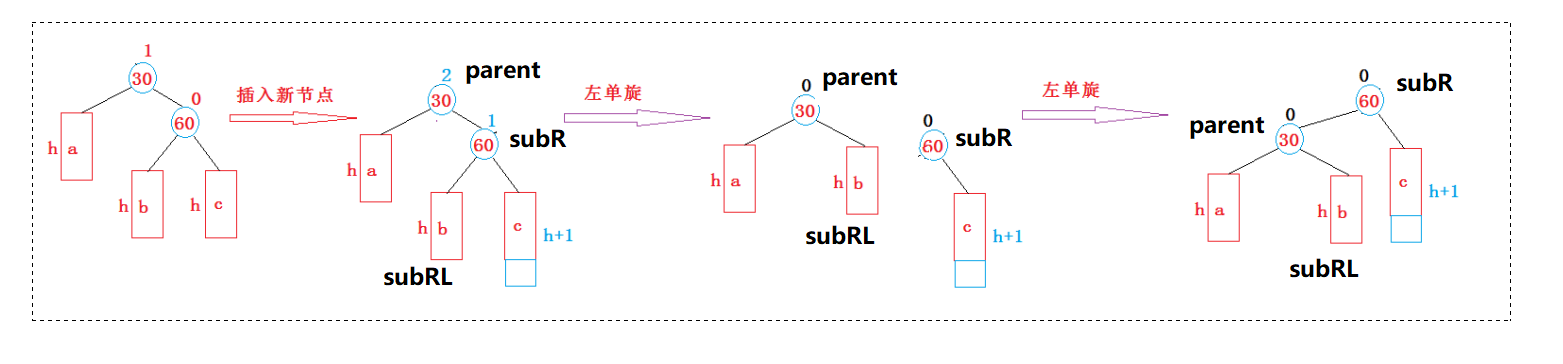 1
30
0
60
h a
h b
h c
插入新节点
2 parent
30
1
60 subR
h a
h b
c
h+1
subRL
左单旋
0 parent
30
0
60 subR
h a
h b
subRL
c
h+1
左单旋
0 subR
60
parent 0
30
h a
h b
c
h+1
subRL